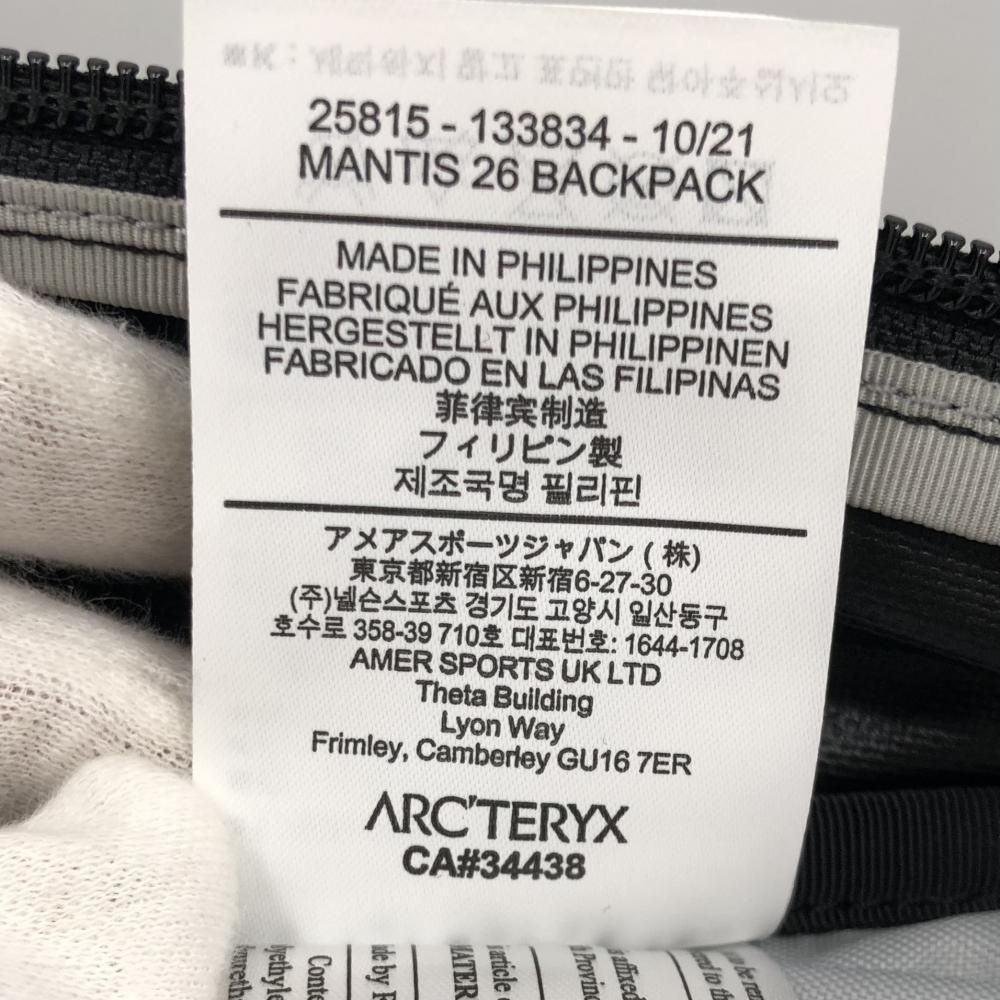 25815 - 133834 - 10/21
MANTIS 26 BACKPACK
MADE IN PHILIPPINES
FABRIQUÉ AUX PHILIPPINES
HERGESTELLT IN PHILIPPINEN
FABRICADO EN LAS FILIPINAS
菲律宾制造
フィリピン製
제조국명 필리핀
アメアスポーツジャパン ( 株)
東京都新宿区新宿6-27-30
(주)넬슨스포츠 경기도 고양시 일산동구
호수로 358-39 710호 대표번호: 1644-1708
AMER SPORTS UK LTD
Theta Building
Lyon Way
Frimley, Camberley GU16 7ER
ARC'TERYX
CA#34438